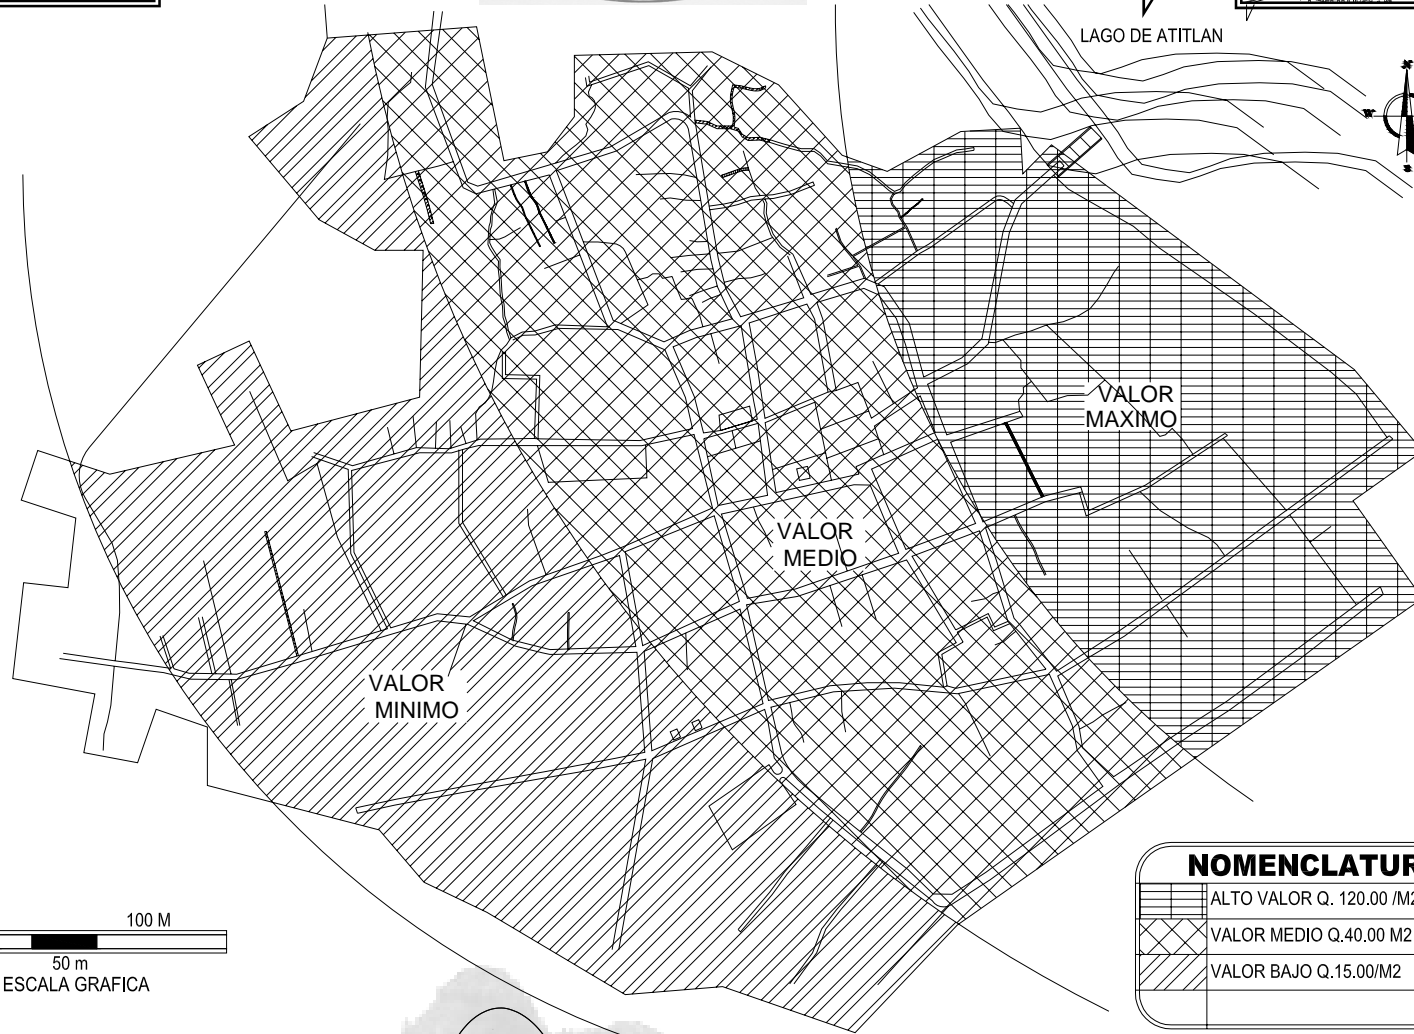 LAGO DE ATITLAN
VALOR
MAXIMO
VALOR
MEDIO
VALOR
MINIMO
NOMENCLATUR
ALTO VALOR Q. 120.00 /M2
VALOR MEDIO Q.40.00 M2
VALOR BAJO Q.15.00/M2
100 M
50 m
ESCALA GRAFICA